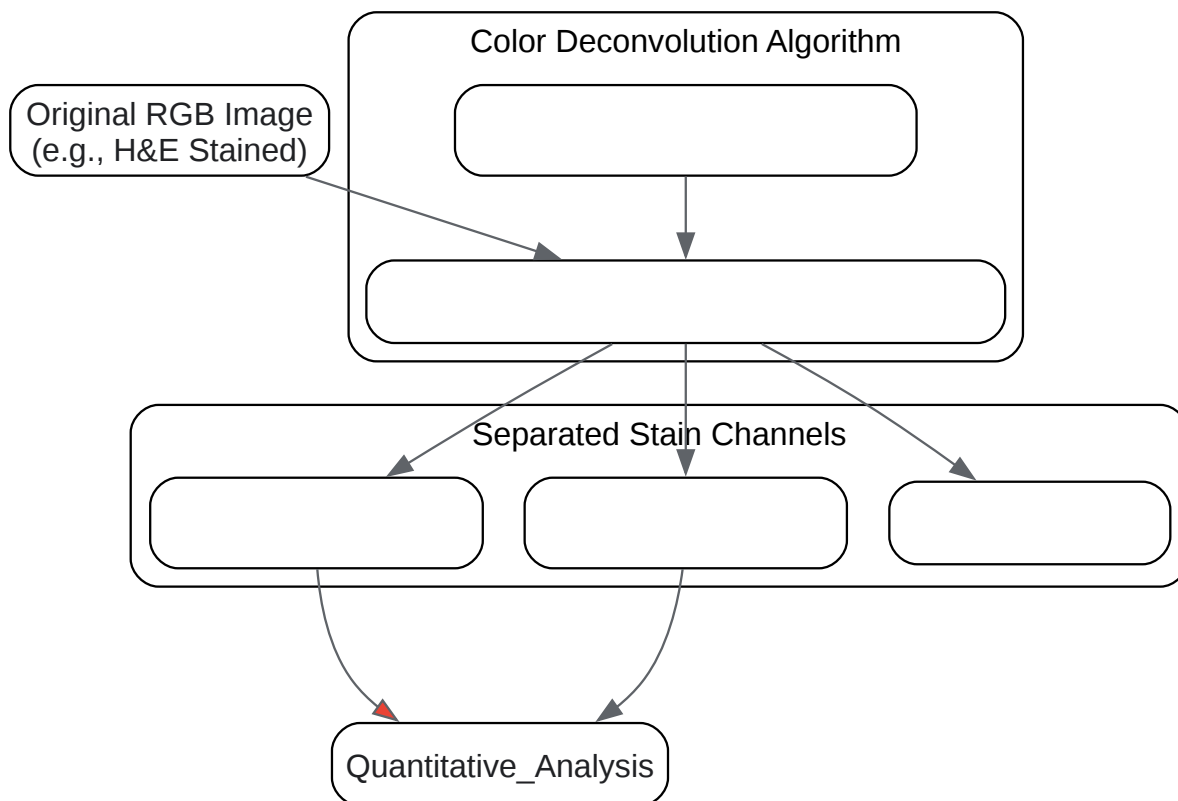 Color Deconvolution Algorithm
Original RGB Image
(e.g., H&E Stained)
Separated Stain Channels
Quantitative_Analysis